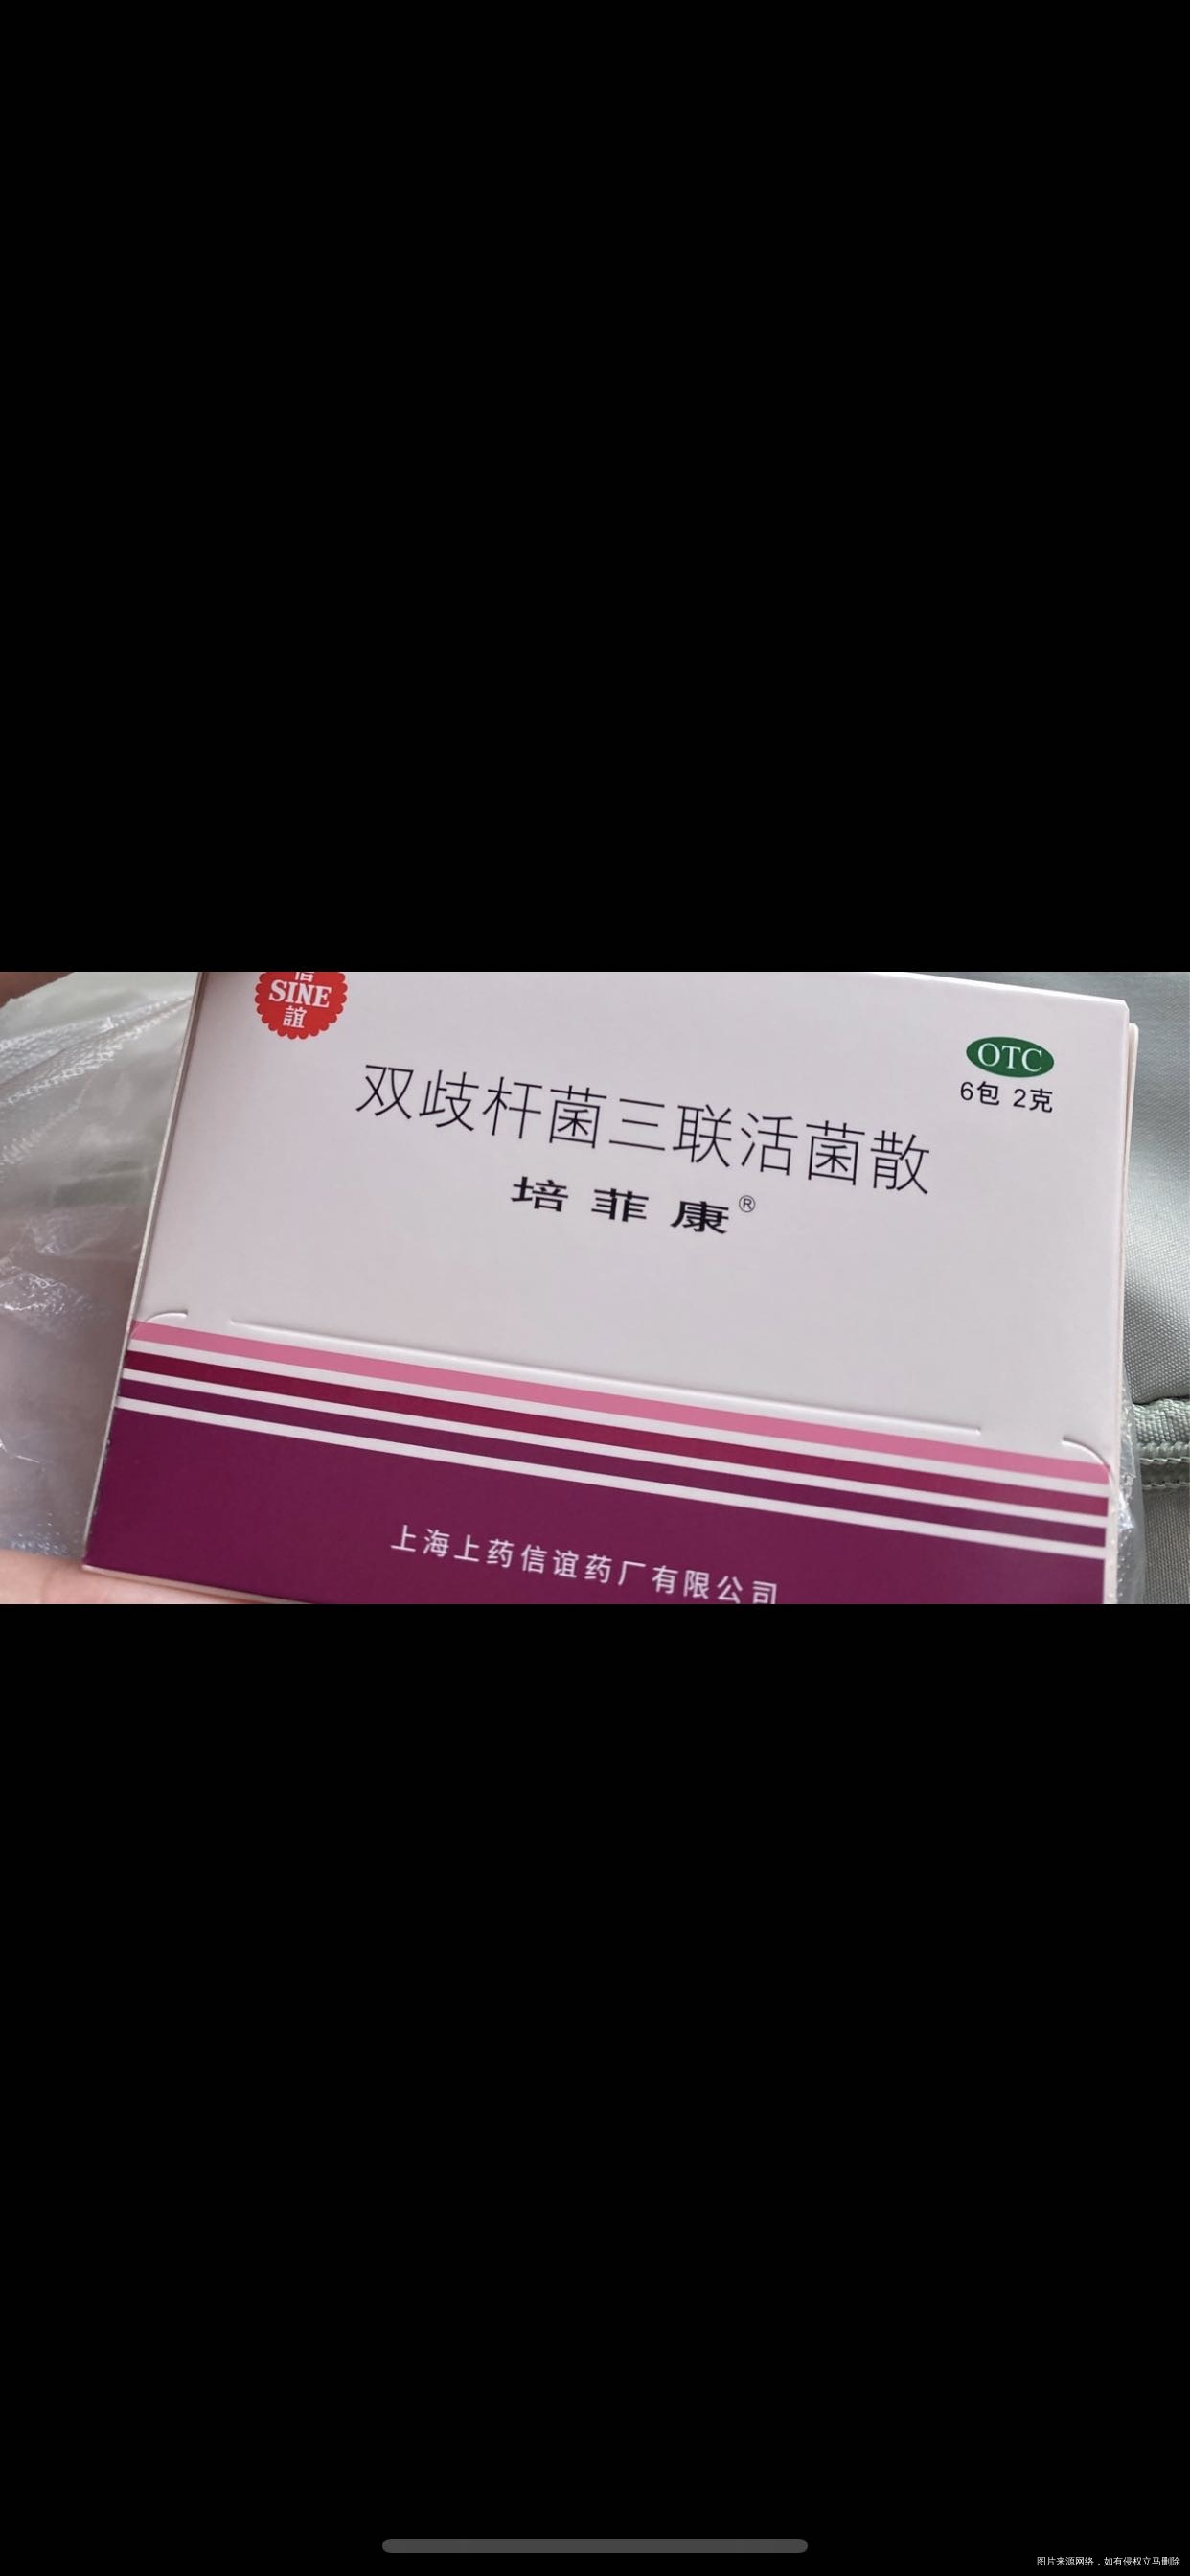 信
SINE
誼
OTC
6包 2克
双歧杆菌三联活菌散
培菲康®
上海上药信谊药厂有限公司
图片来源网络，如有侵权立马删除